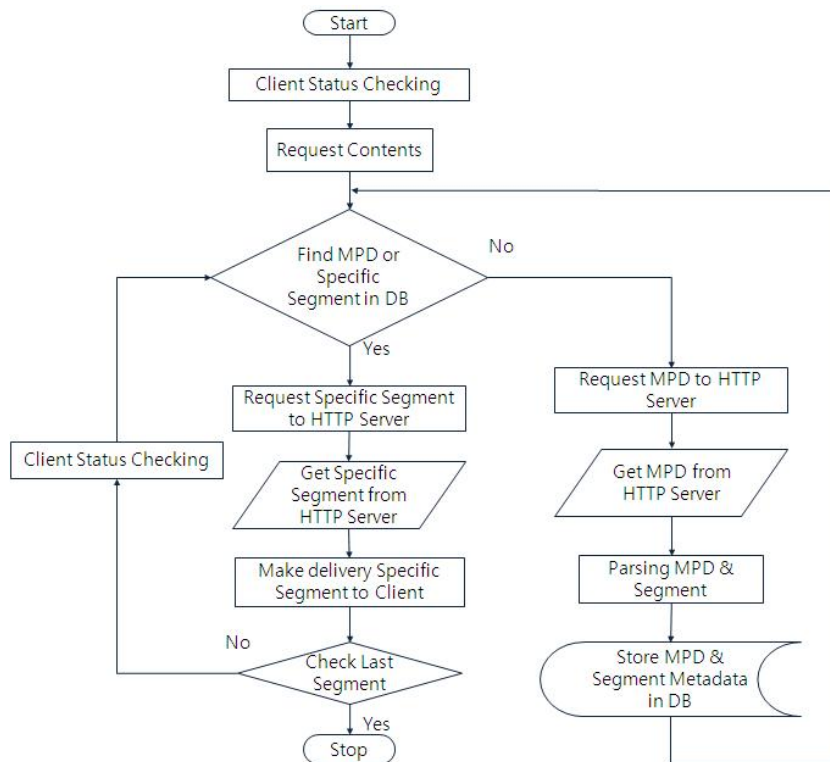 Start
Client Status Checking
Request Contents
Find MPD or
Specific
Segment in DB
No
Yes
Request Specific Segment
to HTTP Server
Request MPD to HTTP
Server
Client Status Checking
Get Specific
Segment from
HTTP Server
Get MPD from
HTTP Server
Make delivery Specific
Segment to Client
Parsing MPD &
Segment
No
Check Last
Segment
Store MPD &
Segment Metadata
in DB
Yes
Stop